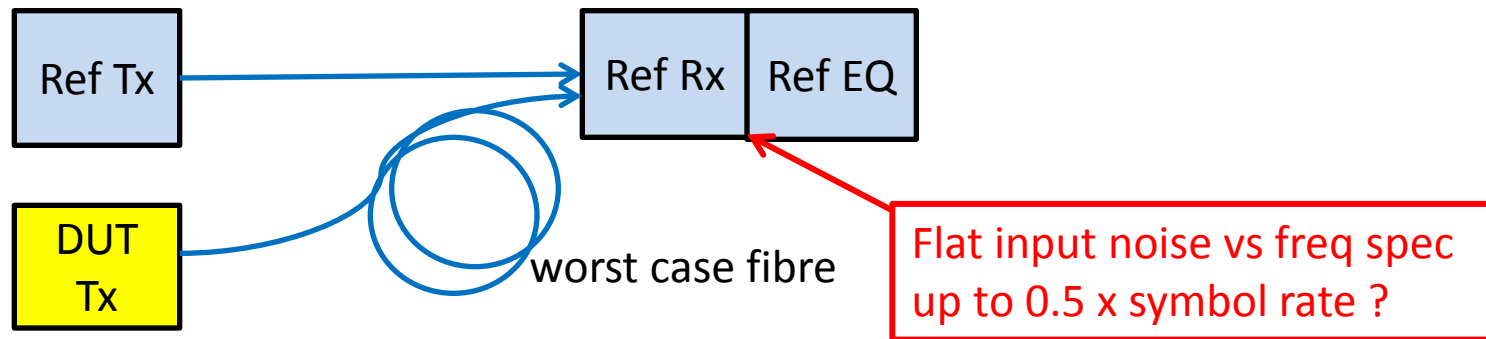 Ref Tx
Ref Rx
Ref EQ
DUT
Tx
worst case fibre
Flat input noise vs freq spec
up to 0.5 x symbol rate ?